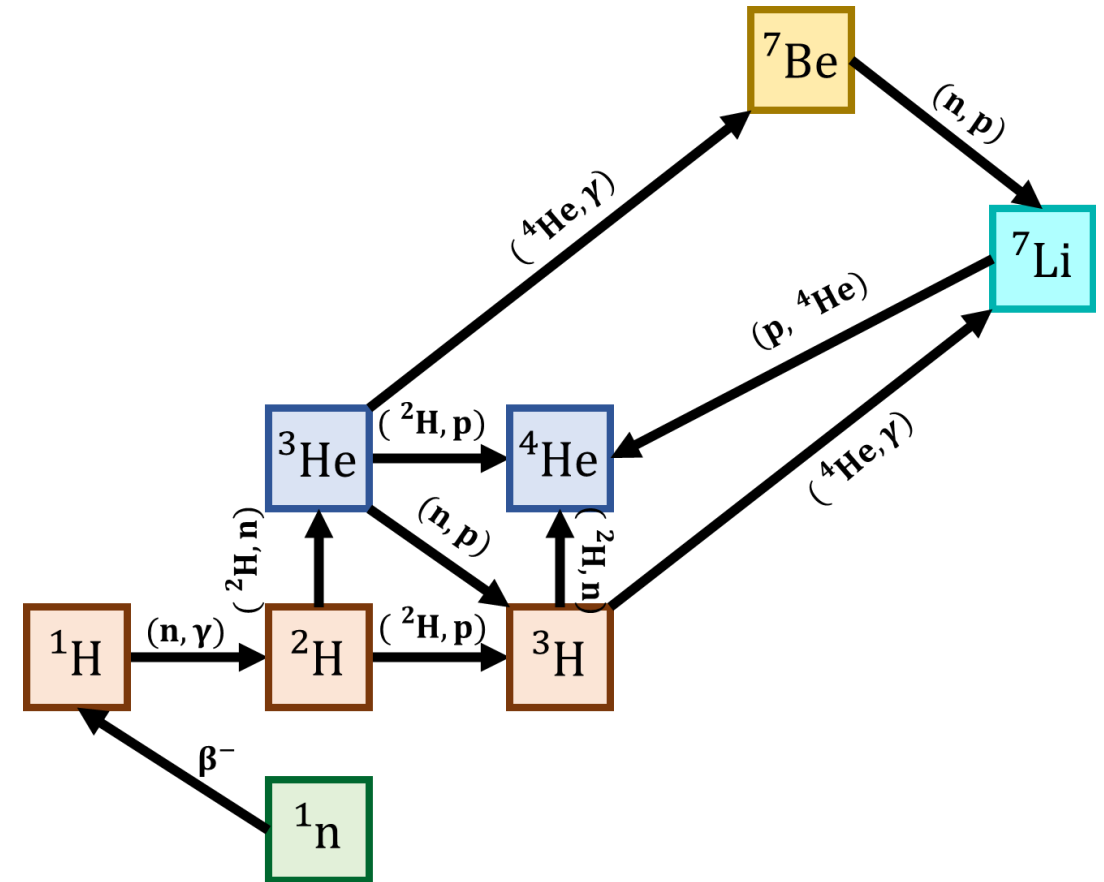 ⁷Be
(n, p)
⁷Li
(⁴He, γ)
(p, ⁴He)
³He
(²H, p)
⁴He
(⁴He, γ)
(n, p)
(²H, n)
(²H, n)
¹H
(n, γ)
²H
(²H, p)
³H
β⁻
¹n